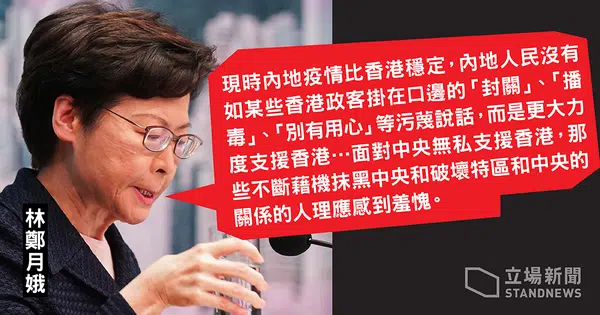 現時內地疫情比香港穩定，內地人民沒有
如某些香港政客掛在口邊的「封關」、「播
毒」、「別有用心」等污蔑說話，而是更大力
度支援香港…面對中央無私支援香港，那
些不斷藉機抹黑中央和破壞特區和中央的
關係的人理應感到羞愧。
林鄭月娥
立場新聞
STANDNEWS